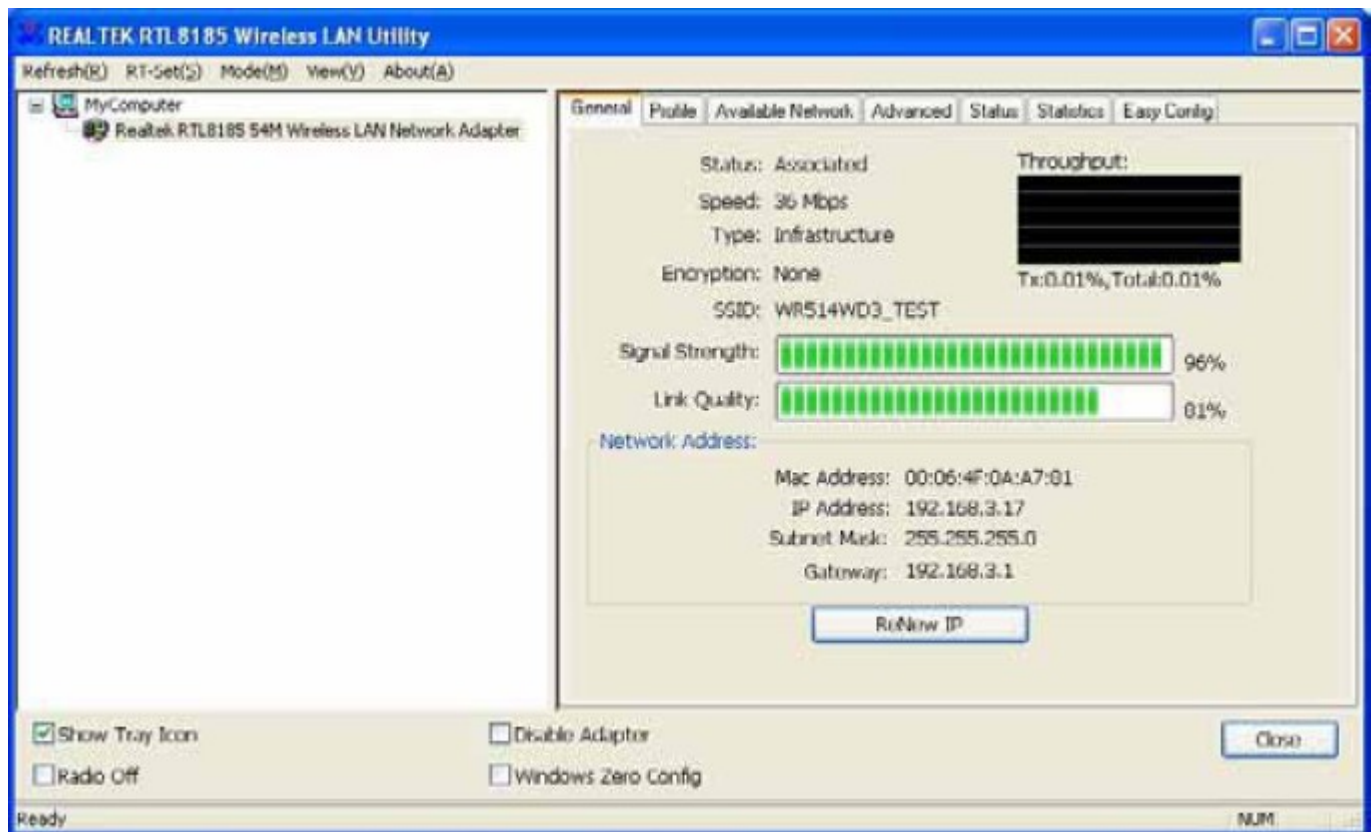 REALTEK RTL8185 Wireless LAN Utility
Refresh(R) RT-Set(S) Mode(M) View(V) About(A)
MyComputer
Realtek RTL8185 54M Wireless LAN Network Adapter
General Profile Available Network Advanced Status Statistics Easy Config
Status: Associated
Speed: 36 Mbps
Type: Infrastructure
Encryption: None
SSID: WR514WD3_TEST
Throughput:
Tx:0.01%,Total:0.01%
Signal Strength: 96%
Link Quality: 81%
Network Address:
Mac Address: 00:06:4F:0A:A7:81
IP Address: 192.168.3.17
Subnet Mask: 255.255.255.0
Gateway: 192.168.3.1
ReNew IP
Show Tray Icon
Disable Adapter
Close
Radio Off
Windows Zero Config
Ready
NUM